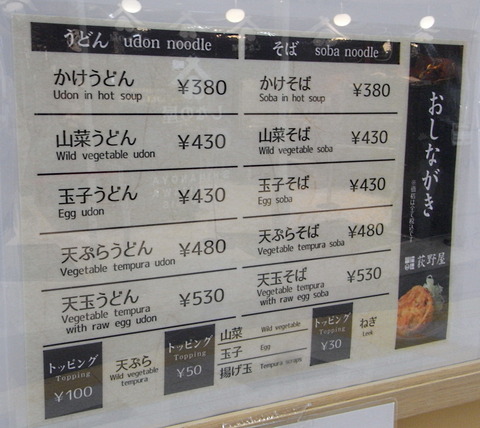 うどん udon noodle
かけうどん ¥380
Udon in hot soup
山菜うどん ¥430
Wild vegetable udon
玉子うどん ¥430
Egg udon
天ぷらうどん ¥480
Vegetable tempura udon
天玉うどん ¥530
Vegetable tempura
with raw egg udon
そば soba noodle
かけそば ¥380
Soba in hot soup
山菜そば ¥430
Wild vegetable soba
玉子そば ¥430
Egg soba
天ぷらそば ¥480
Vegetable tempura soba
天玉そば ¥530
Vegetable tempura
with raw egg soba
トッピング
Topping
¥100
天ぷら
Wild vegetable
tempura
トッピング
Topping
¥50
山菜 Wild vegetable
玉子 Egg
揚げ玉 Tempura scraps
トッピング
Topping
¥30
ねぎ
Leek
おしながき
荻野屋